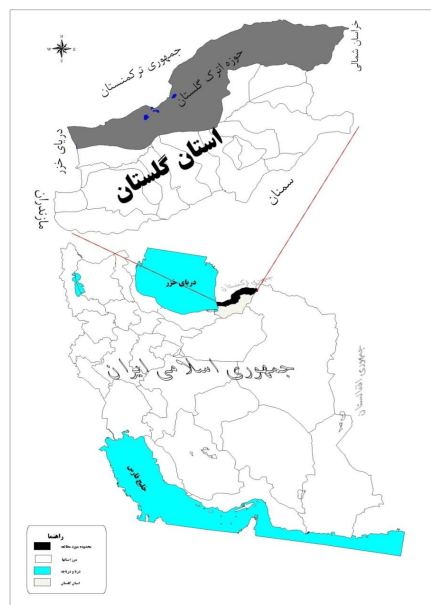 خراسان شمالی
جمهوری ترکمنستان
حوزه اترک گلستان
دریای خزر
استان گلستان
سمنان
مازندران
دریای خزر
جمهوری اسلامی ایران
جمهوری افغانستان
خلیج فارس
راهنما
محدوده مورد مطالعه
مرز استانها
دریا و دریاچه
استان گلستان